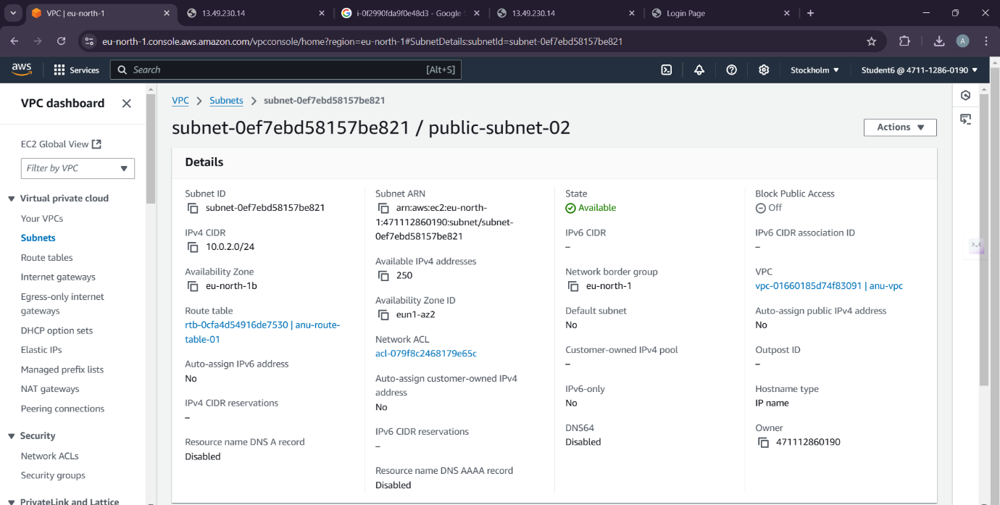 VPC | eu-north-1
13.49.230.14
i-0f2990fda9f0e48d3 - Google
13.49.230.14
Login Page
eu-north-1.console.aws.amazon.com/vpcconsole/home?region=eu-north-1#SubnetDetails:subnetId=subnet-0ef7ebd58157be821
A
aws
Services
Search
[Alt+S]
Stockholm
Student6 @ 4711-1286-0190
VPC dashboard
EC2 Global View
Filter by VPC
Virtual private cloud
Your VPCs
Subnets
Route tables
Internet gateways
Egress-only internet
gateways
DHCP option sets
Elastic IPs
Managed prefix lists
NAT gateways
Peering connections
Security
Network ACLs
Security groups
PrivateLink and Lattice
VPC > Subnets > subnet-0ef7ebd58157be821
subnet-0ef7ebd58157be821 / public-subnet-02
Actions
Details
Subnet ID
subnet-0ef7ebd58157be821
IPv4 CIDR
10.0.2.0/24
Availability Zone
eu-north-1b
Route table
rtb-0cfa4d54916de7530 | anu-route-
table-01
Auto-assign IPv6 address
No
IPv4 CIDR reservations
–
Resource name DNS A record
Disabled
Subnet ARN
arn:aws:ec2:eu-north-
1:471112860190:subnet/subnet-
0ef7ebd58157be821
Available IPv4 addresses
250
Availability Zone ID
eun1-az2
Network ACL
acl-079f8c2468179e65c
Auto-assign customer-owned IPv4
address
No
IPv6 CIDR reservations
–
Resource name DNS AAAA record
Disabled
State
Available
IPv6 CIDR
–
Network border group
eu-north-1
Default subnet
No
Customer-owned IPv4 pool
–
IPv6-only
No
DNS64
Disabled
Block Public Access
Off
IPv6 CIDR association ID
–
VPC
vpc-01660185d74f83091 | anu-vpc
Auto-assign public IPv4 address
No
Outpost ID
–
Hostname type
IP name
Owner
471112860190